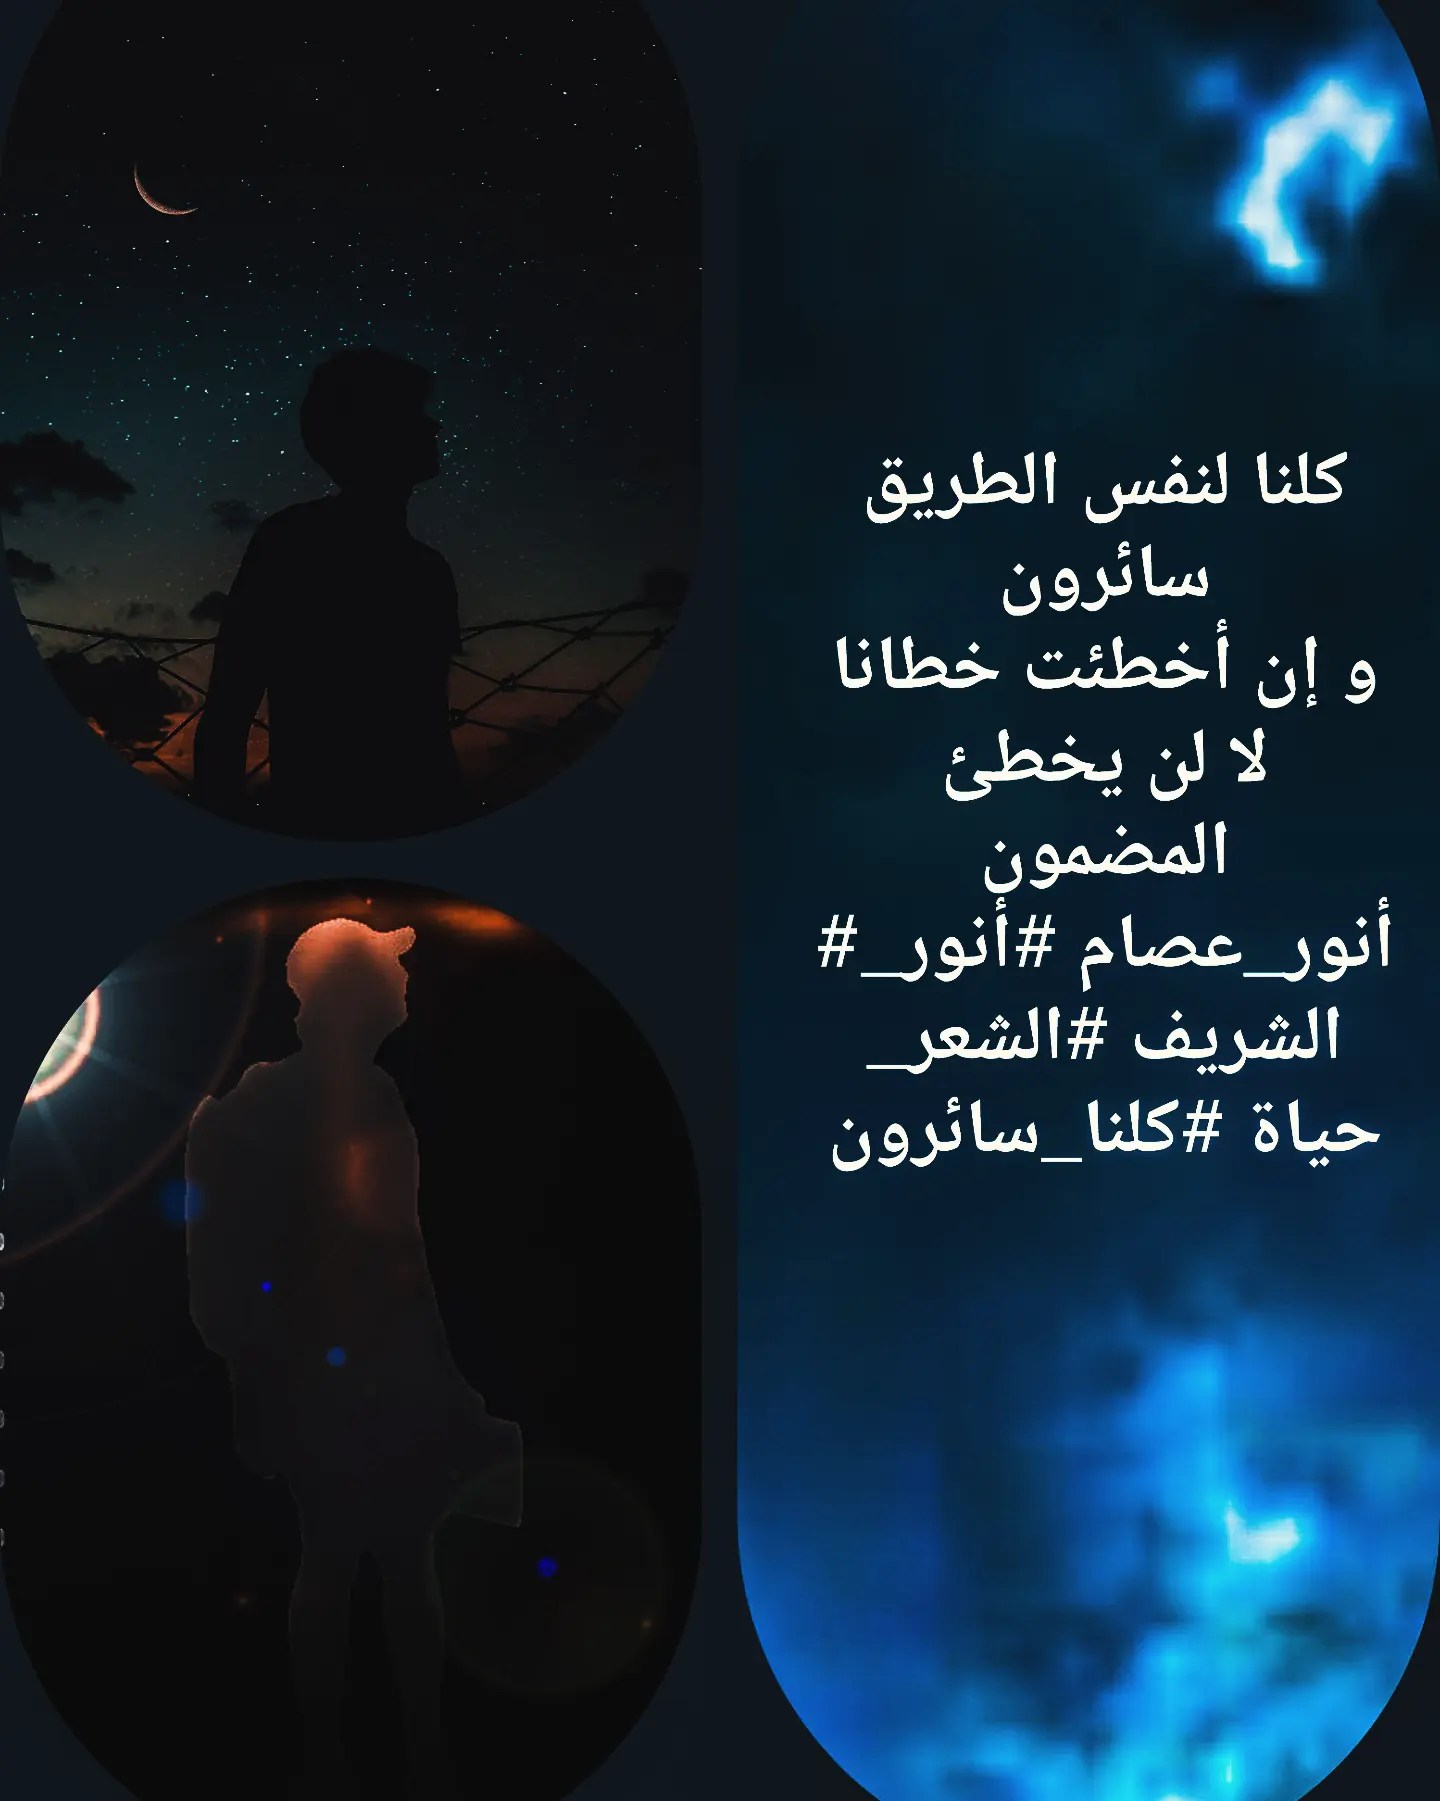 كلنا لنفس الطريق
سائرون
و إن أخطئت خطانا
لا لن يخطئ
المضمون
#أنور_عصام #أنور_
الشريف #الشعر_
حياة #كلنا_سائرون